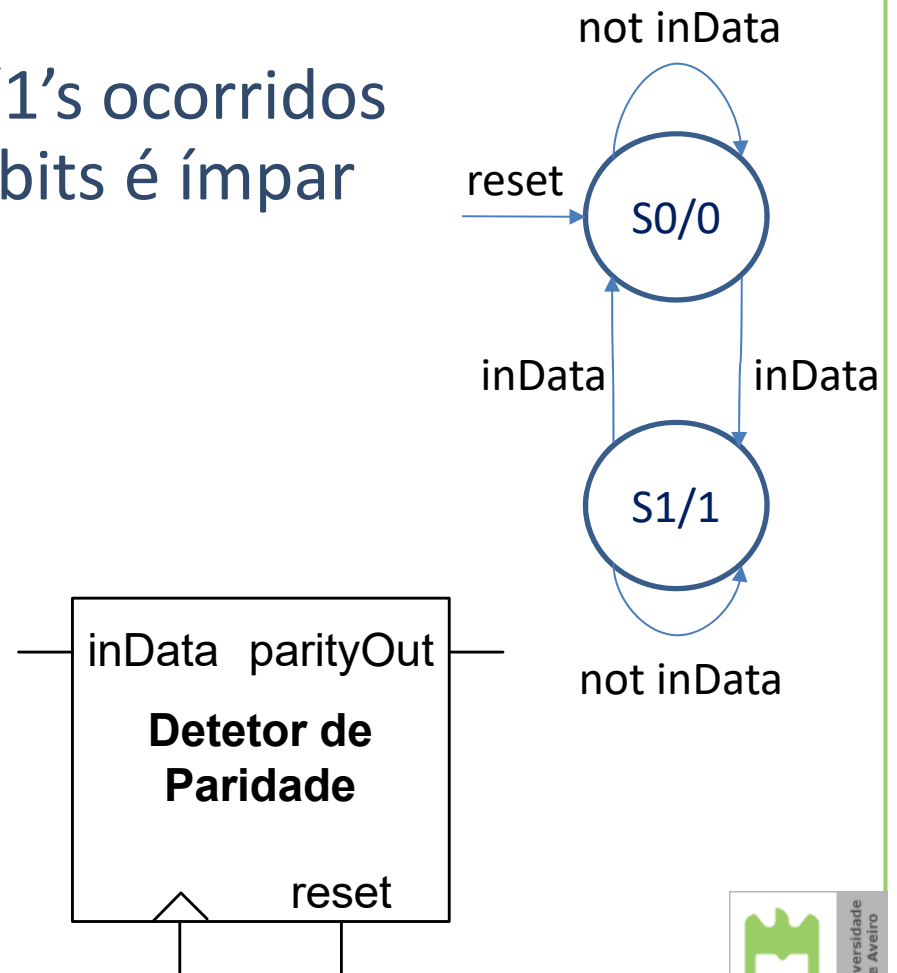 not inData
1’s ocorridos
bits é ímpar
reset
S0/0
inData
inData
S1/1
not inData
inData parityOut
Detetor de
Paridade
reset